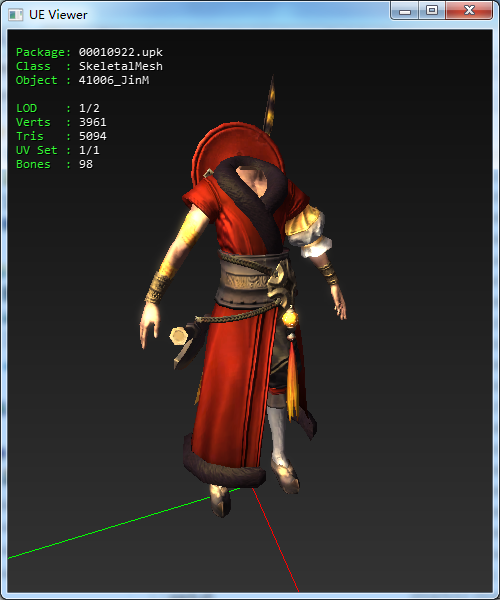 UE Viewer
Package: 00010922.upk
Class : SkeletalMesh
Object : 41006_JinM
LOD : 1/2
Verts : 3961
Tris : 5094
UV Set : 1/1
Bones : 98